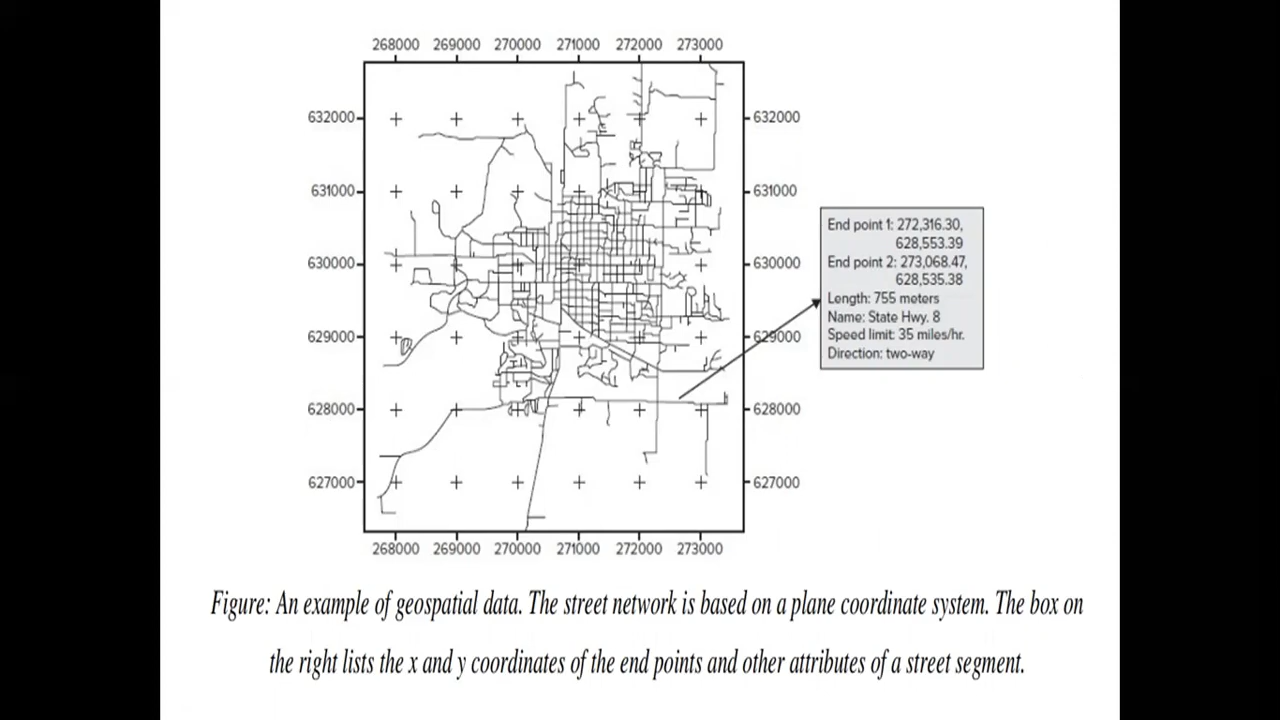 268000 269000 270000 271000 272000 273000
632000 632000
631000 631000
End point 1: 272,316.30,
628,553.39
End point 2: 273,068.47,
628,535.38
Length: 755 meters
Name: State Hwy. 8
Speed limit: 35 miles/hr.
Direction: two-way
630000 630000
629000 629000
628000 628000
627000 627000
268000 269000 270000 271000 272000 273000
Figure: An example of geospatial data. The street network is based on a plane coordinate system. The box on
the right lists the x and y coordinates of the end points and other attributes of a street segment.